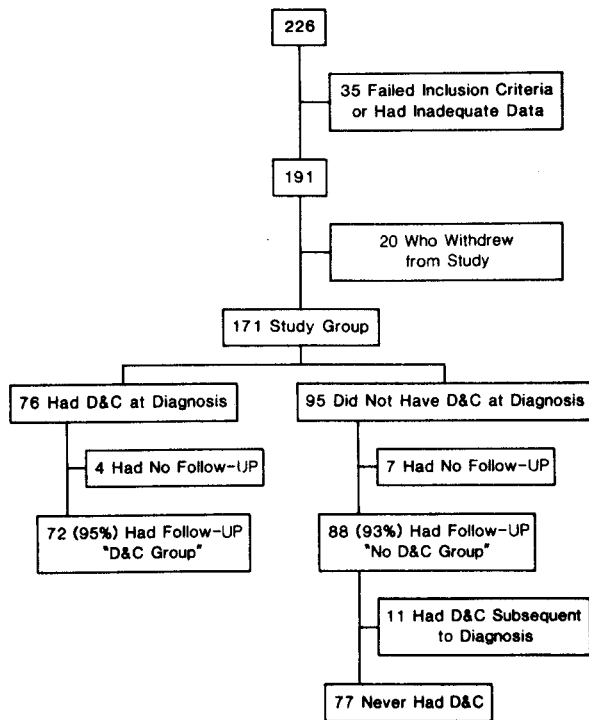 226
35 Failed Inclusion Criteria
or Had Inadequate Data
191
20 Who Withdrew
from Study
171 Study Group
76 Had D&C at Diagnosis
95 Did Not Have D&C at Diagnosis
4 Had No Follow-UP
7 Had No Follow-UP
72 (95%) Had Follow-UP
"D&C Group"
88 (93%) Had Follow-UP
"No D&C Group"
11 Had D&C Subsequent
to Diagnosis
77 Never Had D&C